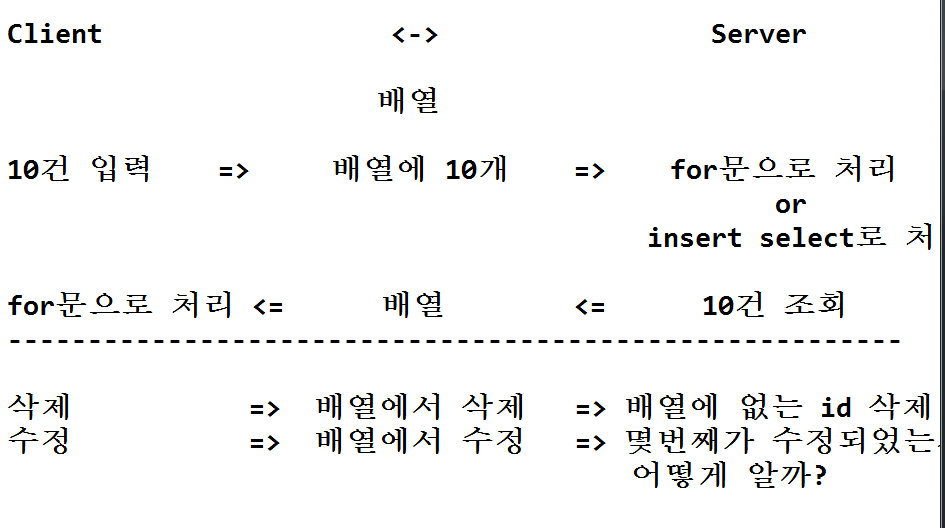 Client <-> Server
배열
10건 입력 => 배열에 10개 => for문으로 처리
or
insert select로 처
for문으로 처리 <= 배열 <= 10건 조회
--------------------------------------------------------
삭제 => 배열에서 삭제 => 배열에 없는 id 삭제
수정 => 배열에서 수정 => 몇번째가 수정되었는
어떻게 알까?